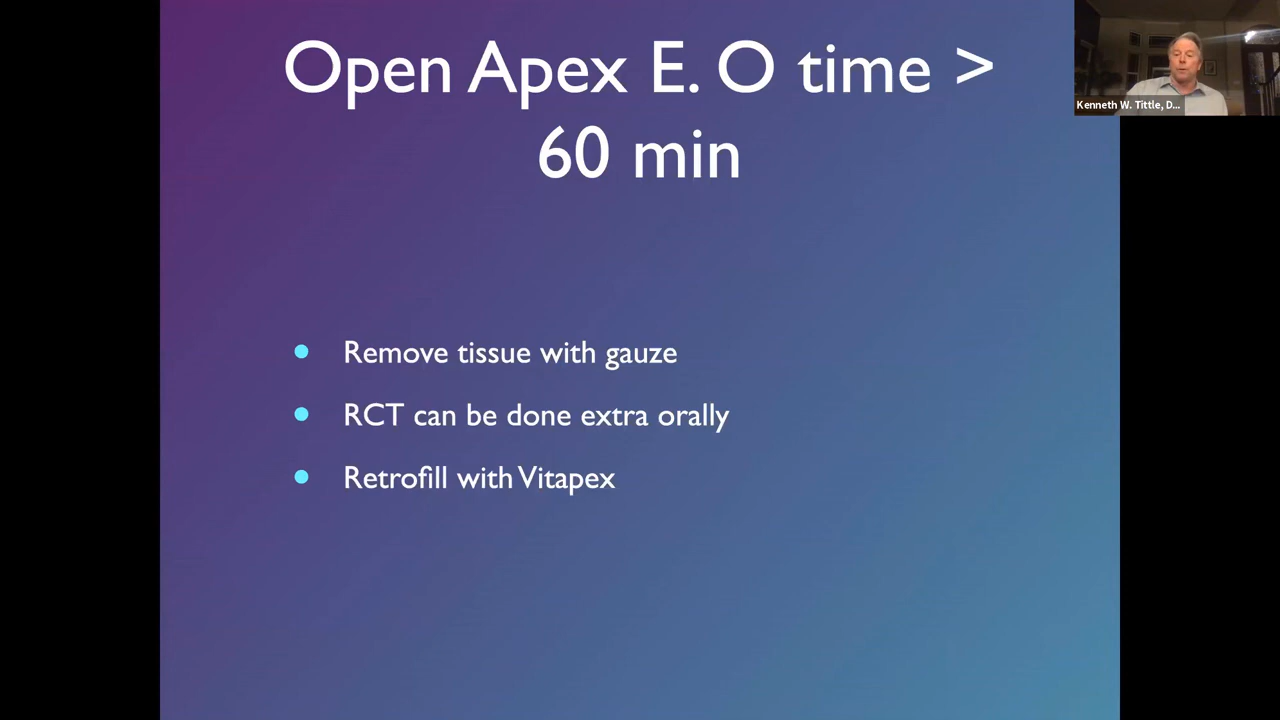 Open Apex E. O time >
60 min
Kenneth W. Tittle, D...
• Remove tissue with gauze
• RCT can be done extra orally
• Retrofill with Vitapex